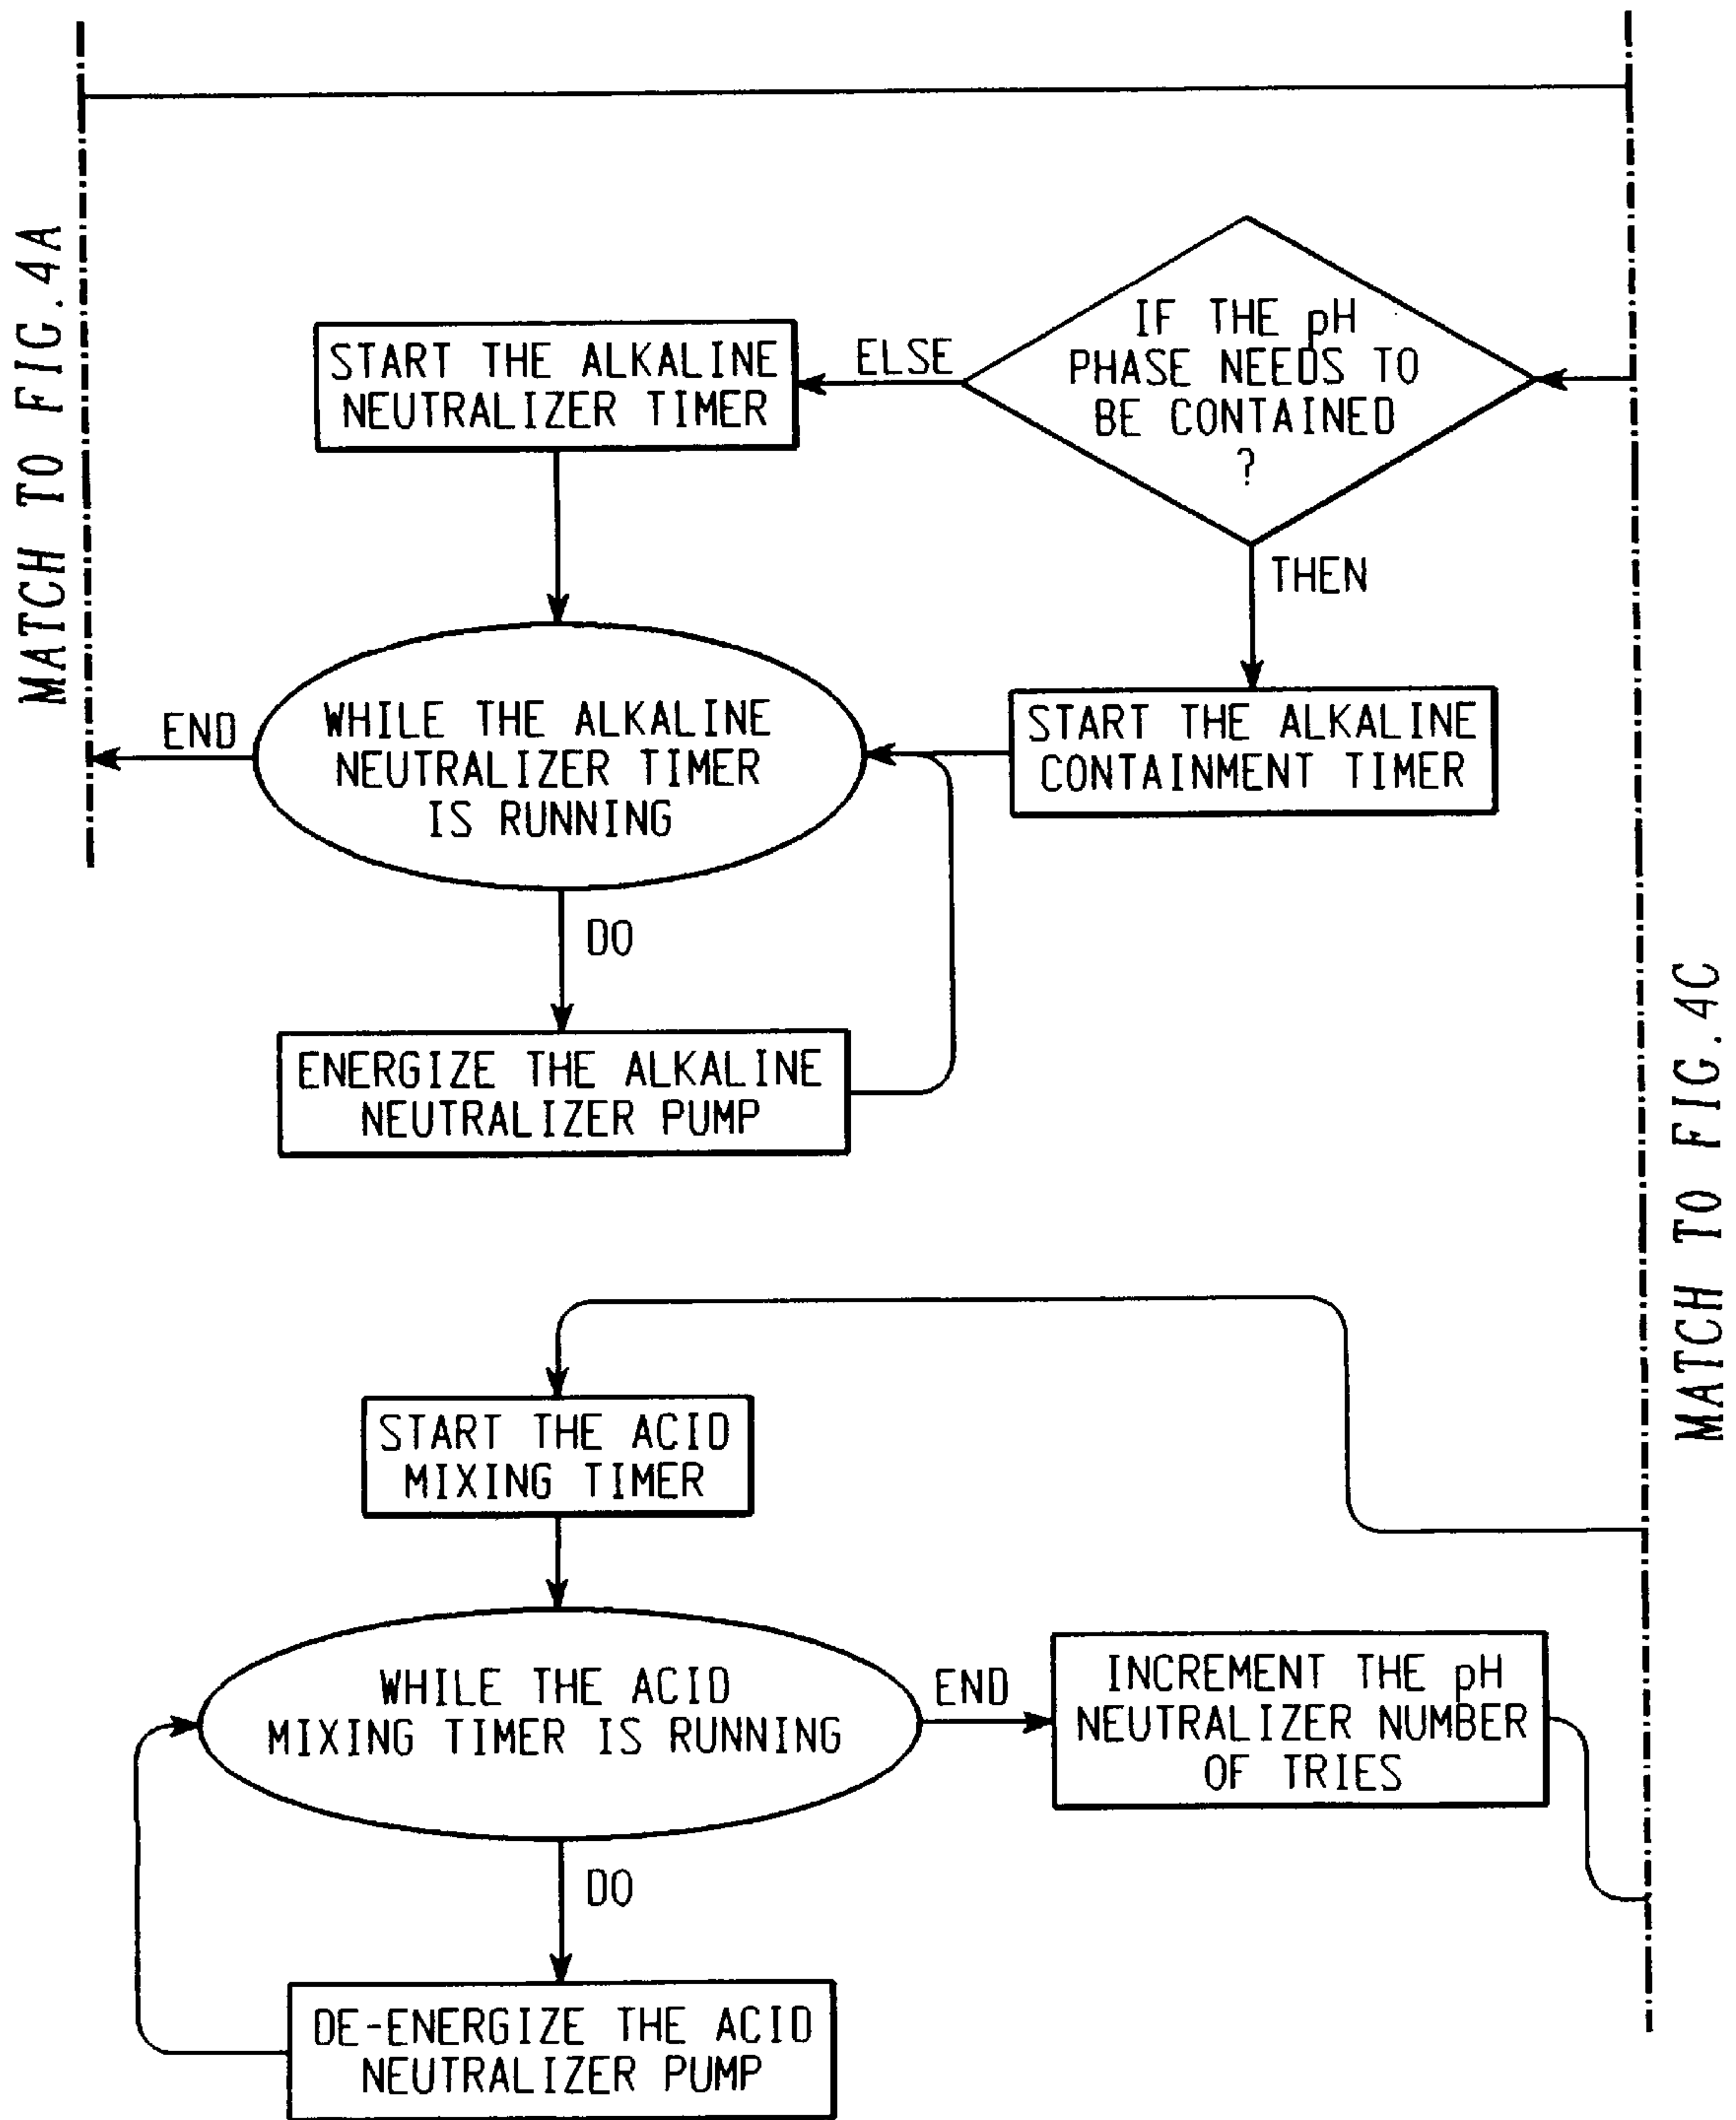 MATCH TO FIG.4A
IF THE pH
PHASE NEEDS TO
BE CONTAINED
?
ELSE
START THE ALKALINE
NEUTRALIZER TIMER
THEN
START THE ALKALINE
CONTAINMENT TIMER
WHILE THE ALKALINE
NEUTRALIZER TIMER
IS RUNNING
END
DO
ENERGIZE THE ALKALINE
NEUTRALIZER PUMP
MATCH TO FIG.4C
START THE ACID
MIXING TIMER
WHILE THE ACID
MIXING TIMER IS RUNNING
END
INCREMENT THE pH
NEUTRALIZER NUMBER
OF TRIES
DO
DE-ENERGIZE THE ACID
NEUTRALIZER PUMP